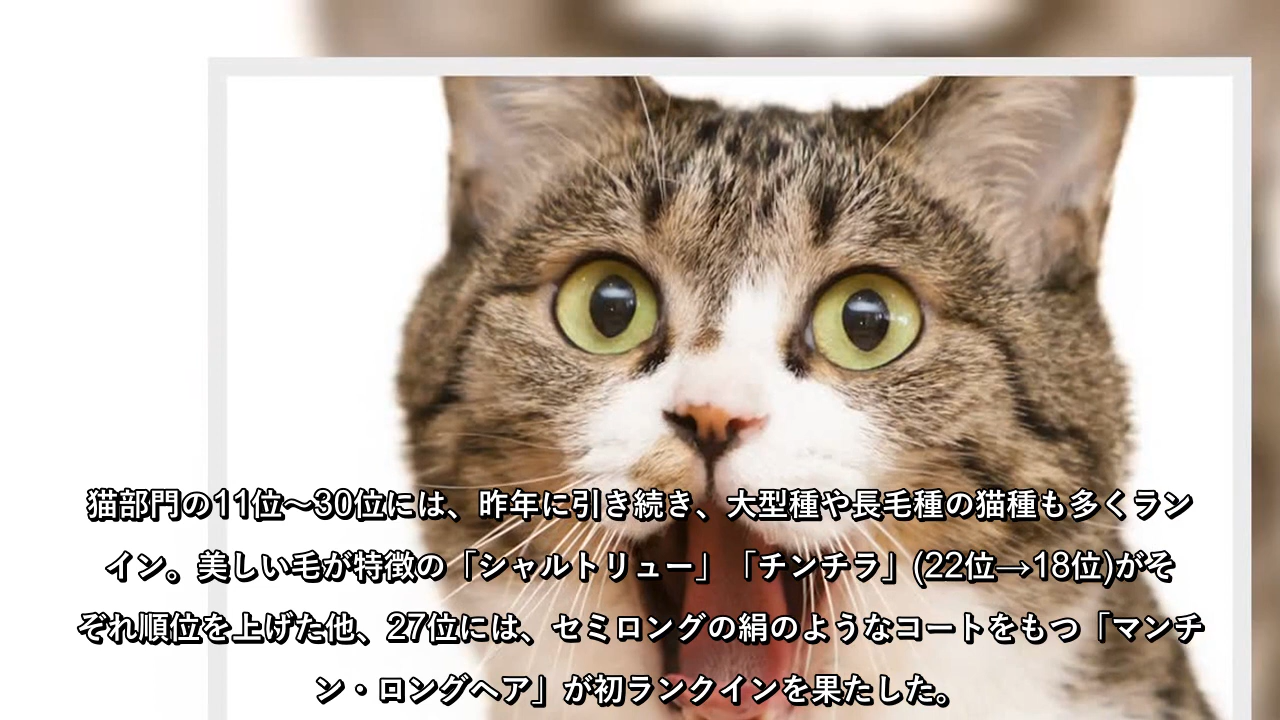 猫部門の11位～30位には、昨年に引き続き、大型種や長毛種の猫種も多くラン
イン。美しい毛が特徴の「シャルトリュー」「チンチラ」(22位→18位)がそ
ぞれ順位を上げた他、27位には、セミロングの絹のようなコートをもつ「マンチ
ン・ロングヘア」が初ランクインを果たした。